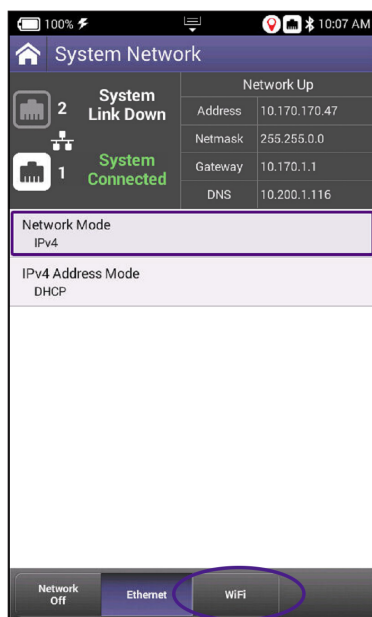 100% 10:07 AM
System Network
2 System
Link Down
1 System
Connected
Network Up
Address 10.170.170.47
Netmask 255.255.0.0
Gateway 10.170.1.1
DNS 10.200.1.116
Network Mode
IPv4
IPv4 Address Mode
DHCP
Network
Off Ethernet WiFi